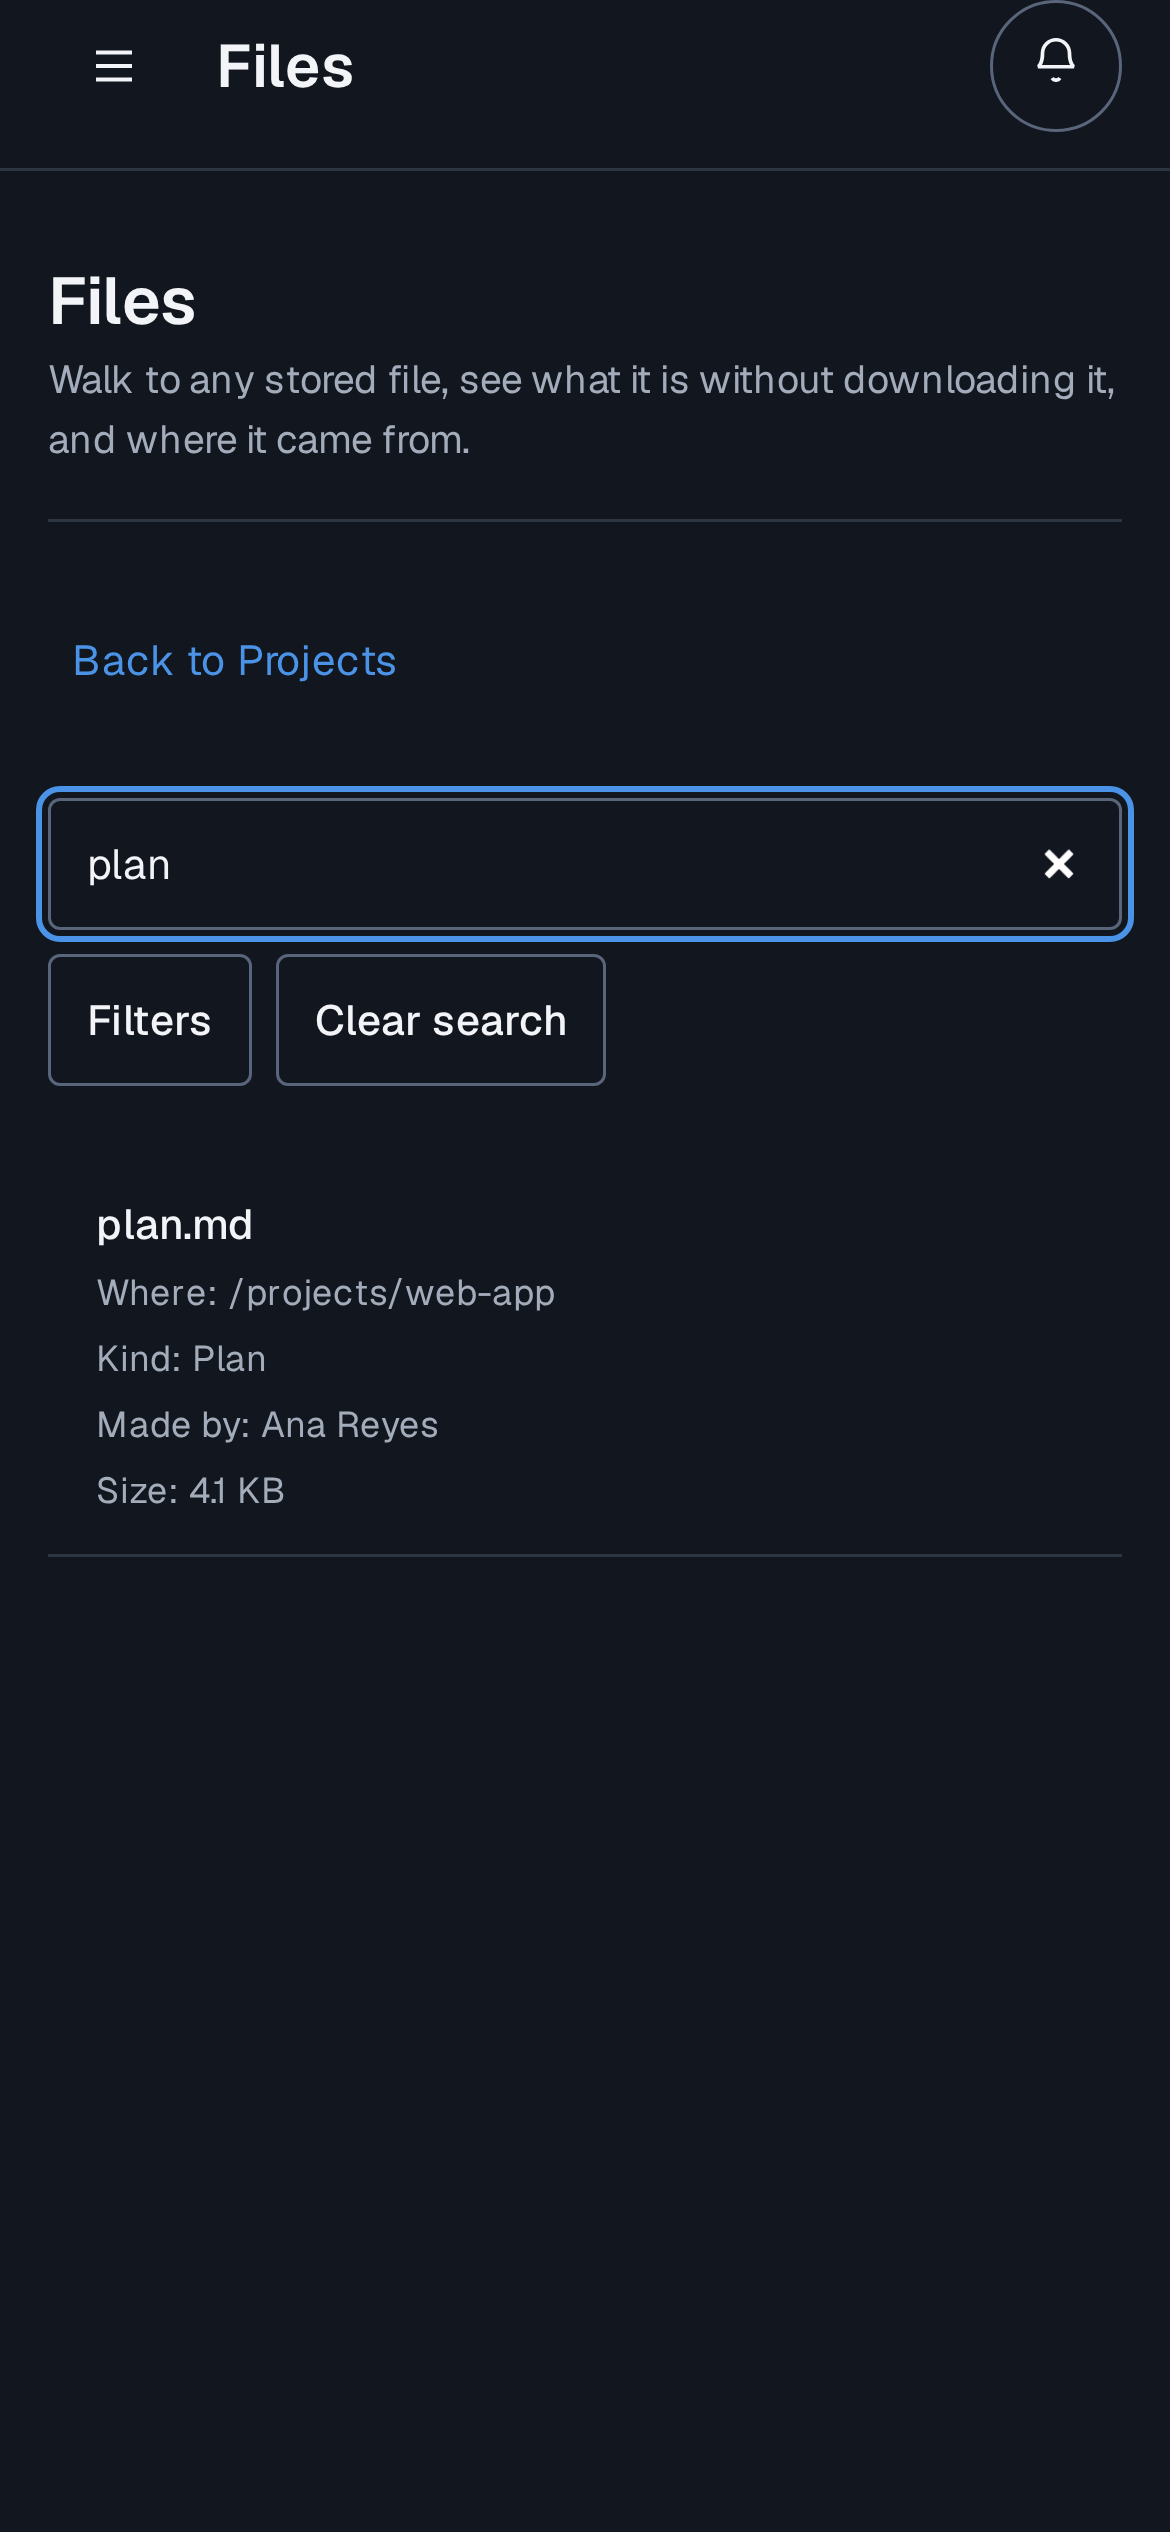 Files
Files
Walk to any stored file, see what it is without downloading it,
and where it came from.
Back to Projects
plan
Filters
Clear search
plan.md
Where: /projects/web-app
Kind: Plan
Made by: Ana Reyes
Size: 4.1 KB